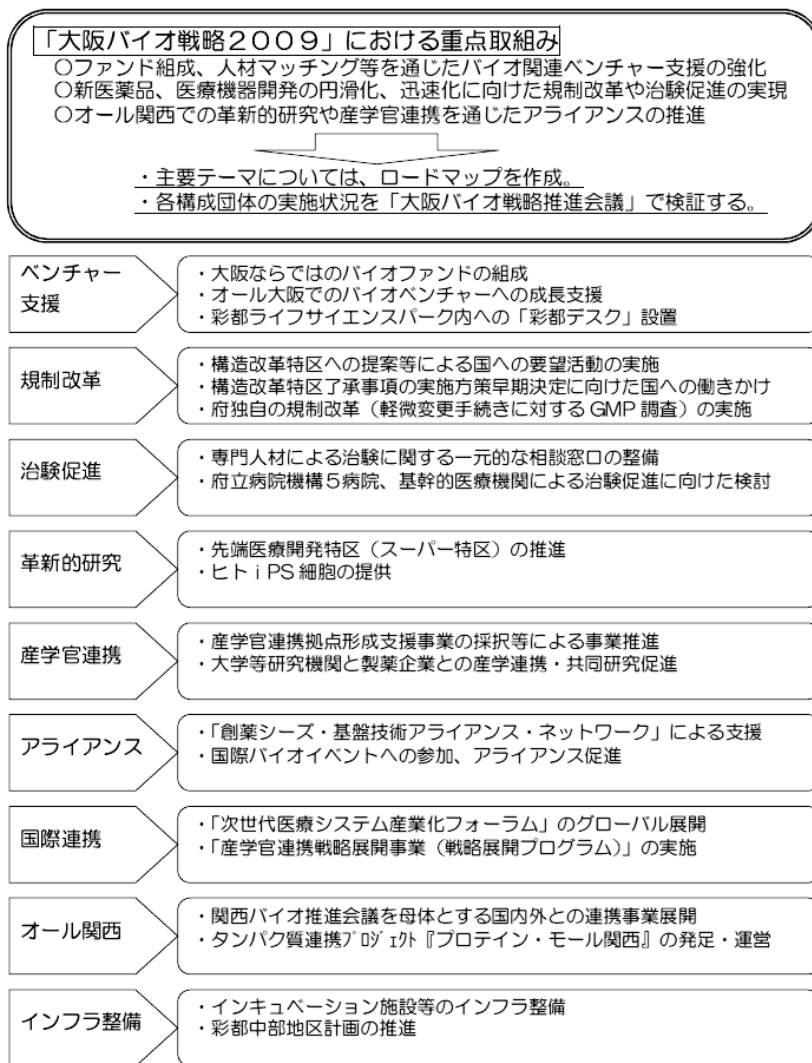 「大阪バイオ戦略2009」における重点取組み
○ファンド組成、人材マッチング等を通じたバイオ関連ベンチャー支援の強化
○新医薬品、医療機器開発の円滑化、迅速化に向けた規制改革や治験促進の実現
○オール関西での革新的研究や産学官連携を通じたアライアンスの推進
・主要テーマについては、ロードマップを作成。
・各構成団体の実施状況を「大阪バイオ戦略推進会議」で検証する。
ベンチャー
支援
・大阪ならではのバイオファンドの組成
・オール大阪でのバイオベンチャーへの成長支援
・彩都ライフサイエンスパーク内への「彩都デスク」設置
規制改革
・構造改革特区への提案等による国への要望活動の実施
・構造改革特区了承事項の実施方策早期決定に向けた国への働きかけ
・府独自の規制改革（軽微変更手続きに対するGMP調査）の実施
治験促進
・専門人材による治験に関する一元的な相談窓口の整備
・府立病院機構5病院、基幹的医療機関による治験促進に向けた検討
革新的研究
・先端医療開発特区（スーパー特区）の推進
・ヒトiPS細胞の提供
産学官連携
・産学官連携拠点形成支援事業の採択等による事業推進
・大学等研究機関と製薬企業との産学連携・共同研究促進
アライアンス
・「創薬シーズ・基盤技術アライアンス・ネットワーク」による支援
・国際バイオイベントへの参加、アライアンス促進
国際連携
・「次世代医療システム産業化フォーラム」のグローバル展開
・「産学官連携戦略展開事業（戦略展開プログラム）」の実施
オール関西
・関西バイオ推進会議を母体とする国内外との連携事業展開
・タンパク質連携ﾌﾟﾛｼﾞｪｸﾄ『プロテイン・モール関西』の発足・運営
インフラ整備
・インキュベーション施設等のインフラ整備
・彩都中部地区計画の推進